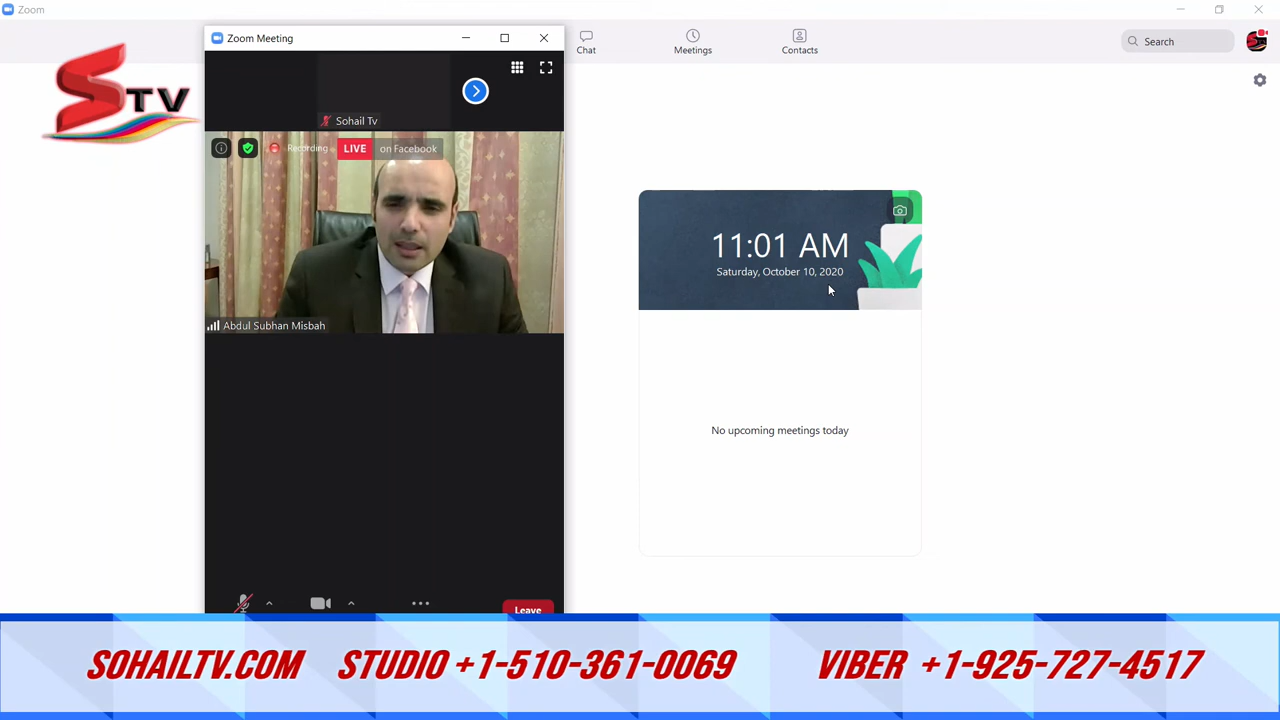 Zoom
Zoom Meeting
Chat
Meetings
Contacts
Search
STV
Sohail Tv
Recording
LIVE
on Facebook
Abdul Subhan Misbah
11:01 AM
Saturday, October 10, 2020
No upcoming meetings today
Leave
SOHAILTV.COM STUDIO +1-510-361-0069 VIBER +1-925-727-4517